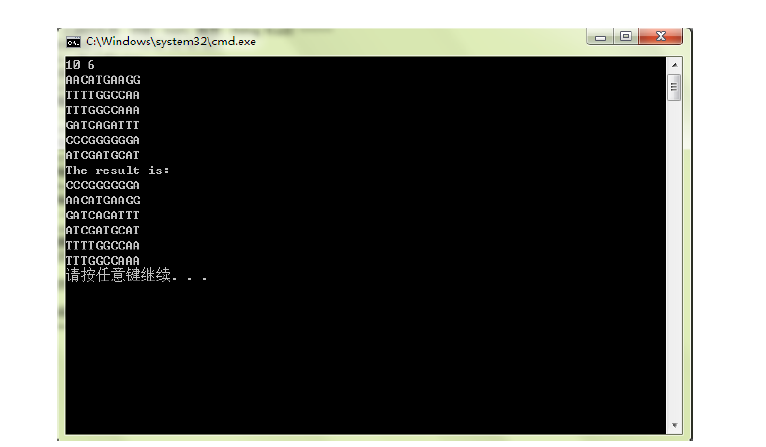 C:\Windows\system32\cmd.exe
10 6
AACATGAAGG
TTTTGGCCAA
TTTGGCCAAA
GATCAGATTT
CCCGGGGGGA
ATCGATGCAT
The result is:
CCCGGGGGGA
AACATGAAGG
GATCAGATTT
ATCGATGCAT
TTTTGGCCAA
TTTGGCCAAA
请按任意键继续. . .